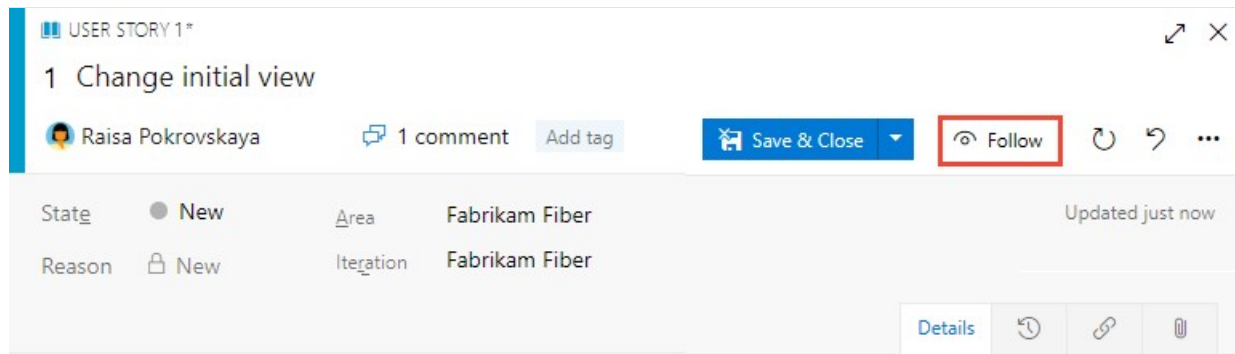 USER STORY 1*
1 Change initial view
Raisa Pokrovskaya 1 comment Add tag Save & Close Follow
State New Area Fabrikam Fiber Updated just now
Reason New Iteration Fabrikam Fiber
Details